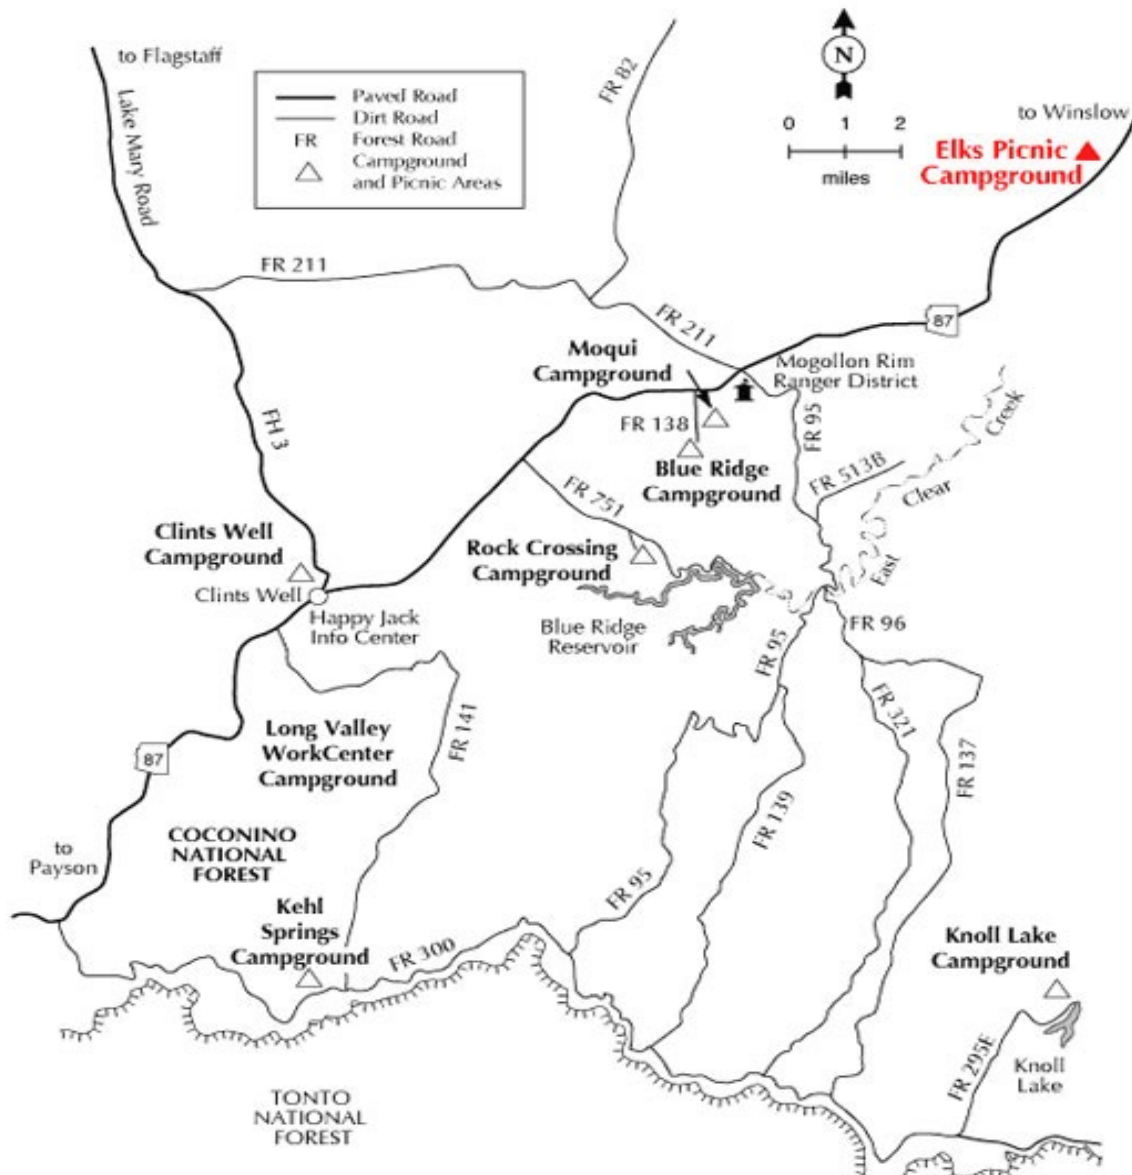 to Flagstaff
Lake Mary Road
Paved Road
Dirt Road
FR Forest Road
Campground
and Picnic Areas
FR 82
N
0 1 2
miles
to Winslow
Elks Picnic
Campground
FR 211
FR 211
87
Moqui
Campground
Mogollon Rim
Ranger District
FH 3
FR 138
FR 95
Blue Ridge
Campground
FR 513B
Creek
Clear
East
FR 751
Clints Well
Campground
Rock Crossing
Campground
Clints Well
Happy Jack
Info Center
Blue Ridge
Reservoir
FR 95
FR 96
FR 321
FR 137
Long Valley
WorkCenter
Campground
FR 141
87
FR 139
COCONINO
NATIONAL
FOREST
to
Payson
FR 95
Kehl
Springs
Campground
FR 300
Knoll Lake
Campground
FR 295E
Knoll
Lake
TONTO
NATIONAL
FOREST